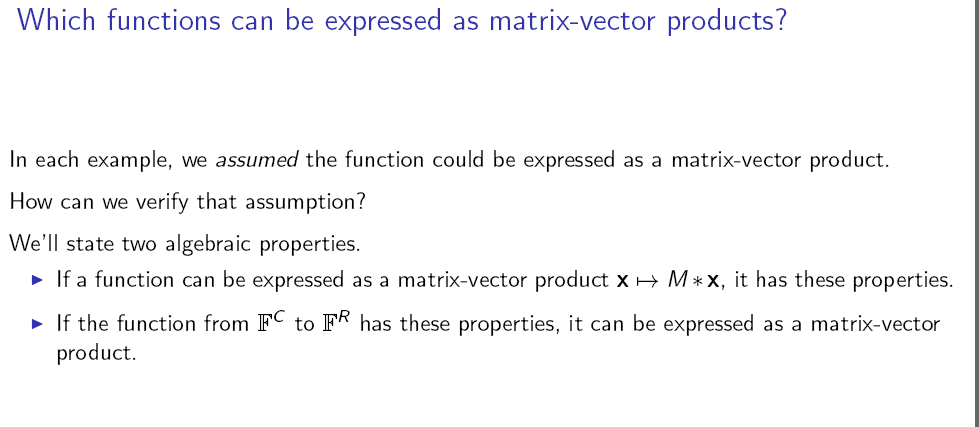 Which functions can be expressed as matrix-vector products?
In each example, we assumed the function could be expressed as a matrix-vector product.
How can we verify that assumption?
We'll state two algebraic properties.
▶ If a function can be expressed as a matrix-vector product x ↦ M * x, it has these properties.
▶ If the function from 𝔽^C to 𝔽^R has these properties, it can be expressed as a matrix-vector
product.